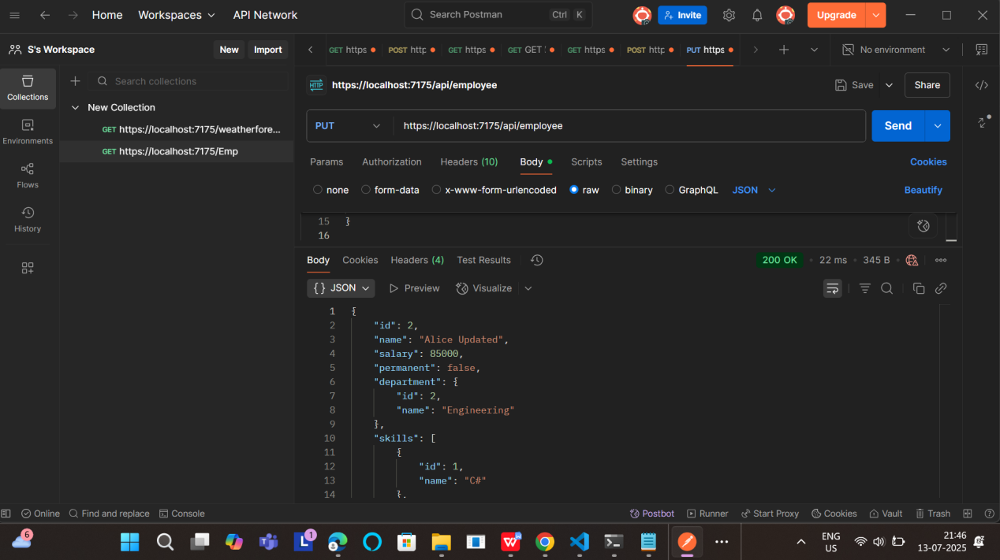 Home Workspaces API Network Search Postman Ctrl K Invite Upgrade
S's Workspace New Import GET https POST http GET https GET GET GET https POST http PUT https No environment
Collections
Environments
Flows
History
Search collections
New Collection
GET https://localhost:7175/weatherfore...
GET https://localhost:7175/Emp
HTTP https://localhost:7175/api/employee Save Share
PUT https://localhost:7175/api/employee Send
Params Authorization Headers (10) Body Scripts Settings Cookies
none form-data x-www-form-urlencoded raw binary GraphQL JSON Beautify
15 }
16
Body Cookies Headers (4) Test Results 200 OK 22 ms 345 B
{} JSON Preview Visualize
1 {
2 "id": 2,
3 "name": "Alice Updated",
4 "salary": 85000,
5 "permanent": false,
6 "department": {
7 "id": 2,
8 "name": "Engineering"
9 },
10 "skills": [
11 {
12 "id": 1,
13 "name": "C#"
14 },
Online Find and replace Console Postbot Runner Start Proxy Cookies Vault Trash
6 L 1 W ENG 21:46
US 13-07-2025